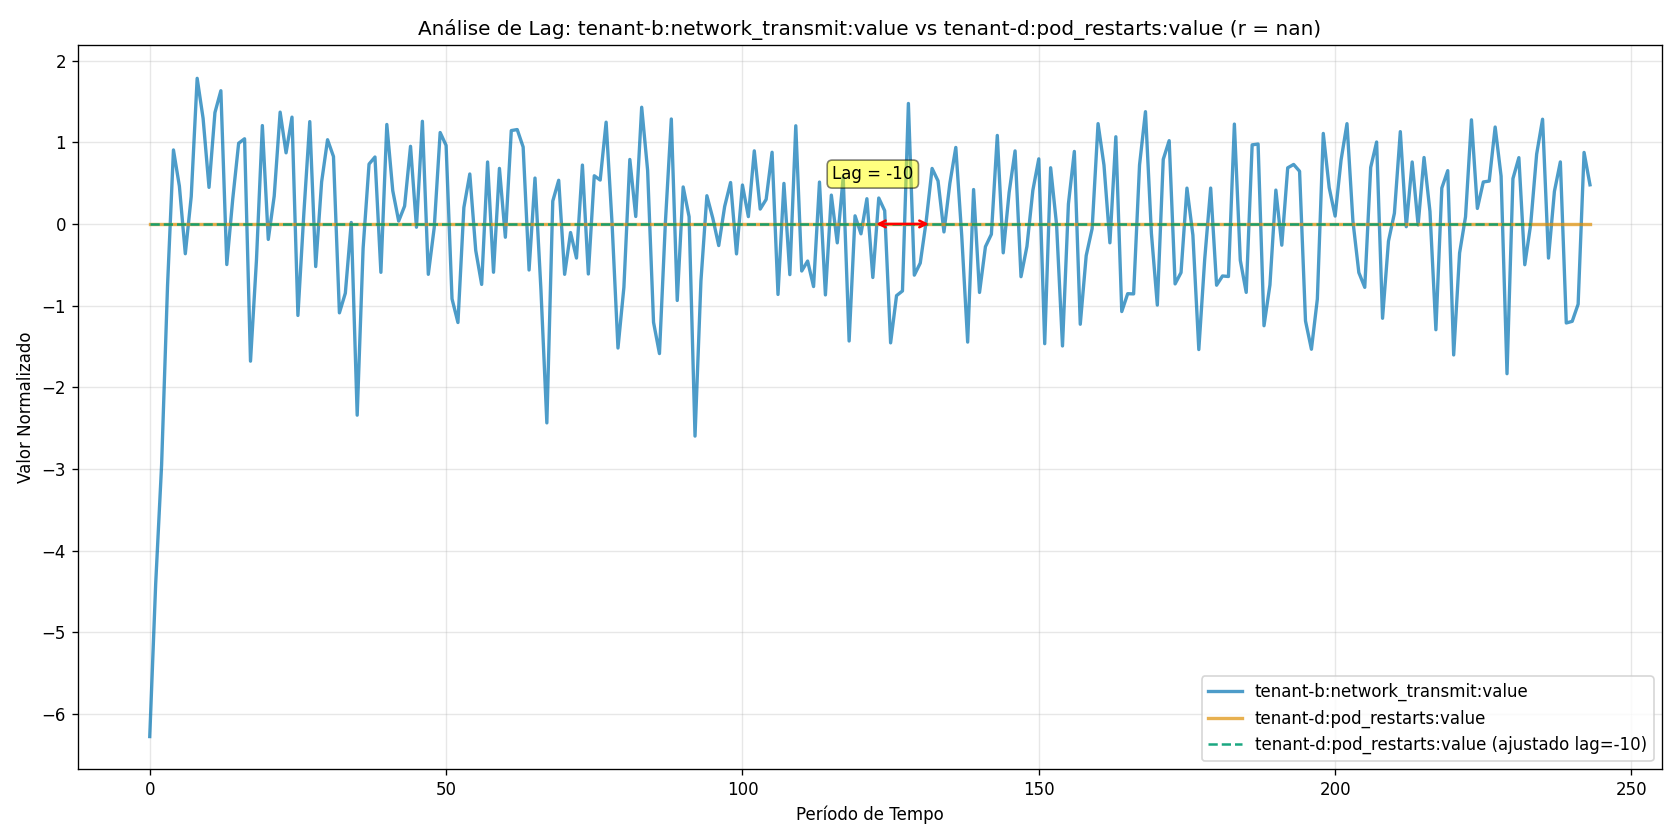 Análise de Lag: tenant-b:network_transmit:value vs tenant-d:pod_restarts:value (r = nan)
Valor Normalizado
2
1
0
−1
−2
−3
−4
−5
−6
Lag = -10
tenant-b:network_transmit:value
tenant-d:pod_restarts:value
tenant-d:pod_restarts:value (ajustado lag=-10)
0 50 100 150 200 250
Período de Tempo